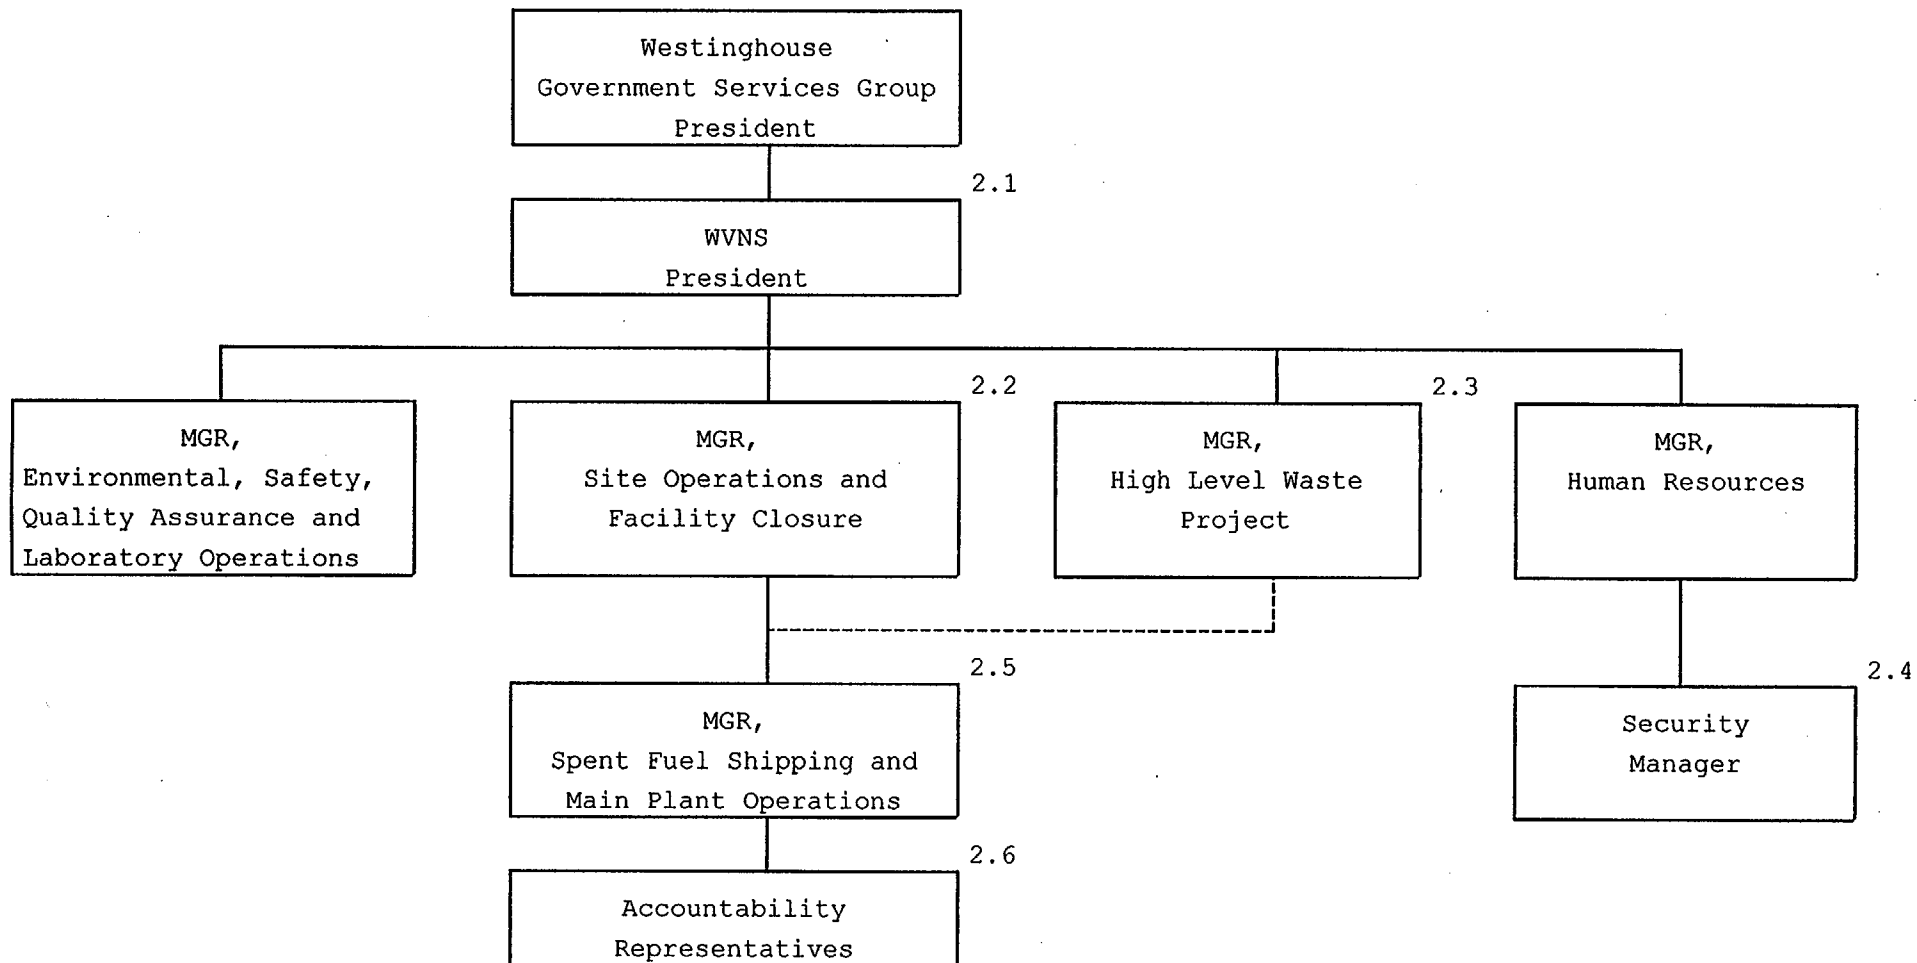 Westinghouse
Government Services Group
President
2.1
WVNS
President
MGR,
Environmental, Safety,
Quality Assurance and
Laboratory Operations
2.2
MGR,
Site Operations and
Facility Closure
2.3
MGR,
High Level Waste
Project
MGR,
Human Resources
2.5
MGR,
Spent Fuel Shipping and
Main Plant Operations
2.4
Security
Manager
2.6
Accountability
Representatives